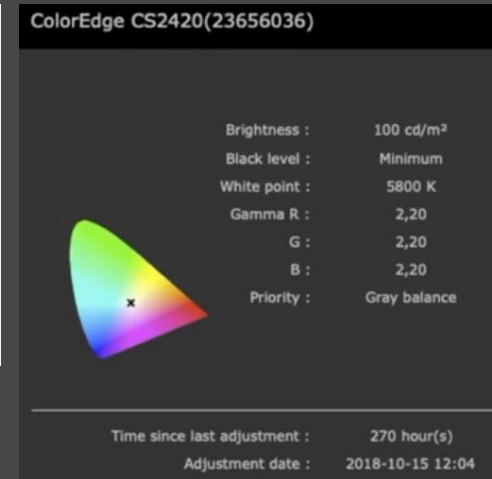 ColorEdge CS2420(23656036)
Brightness : 100 cd/m²
Black level : Minimum
White point : 5800 K
Gamma R : 2,20
G : 2,20
B : 2,20
Priority : Gray balance
Time since last adjustment : 270 hour(s)
Adjustment date : 2018-10-15 12:04